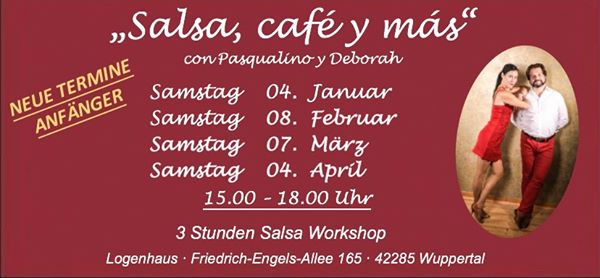 „Salsa, café y más“
con Pasqualino y Deborah
NEUE TERMINE
ANFÄNGER
Samstag 04. Januar
Samstag 08. Februar
Samstag 07. März
Samstag 04. April
15.00 - 18.00 Uhr
3 Stunden Salsa Workshop
Logenhaus · Friedrich-Engels-Allee 165 · 42285 Wuppertal